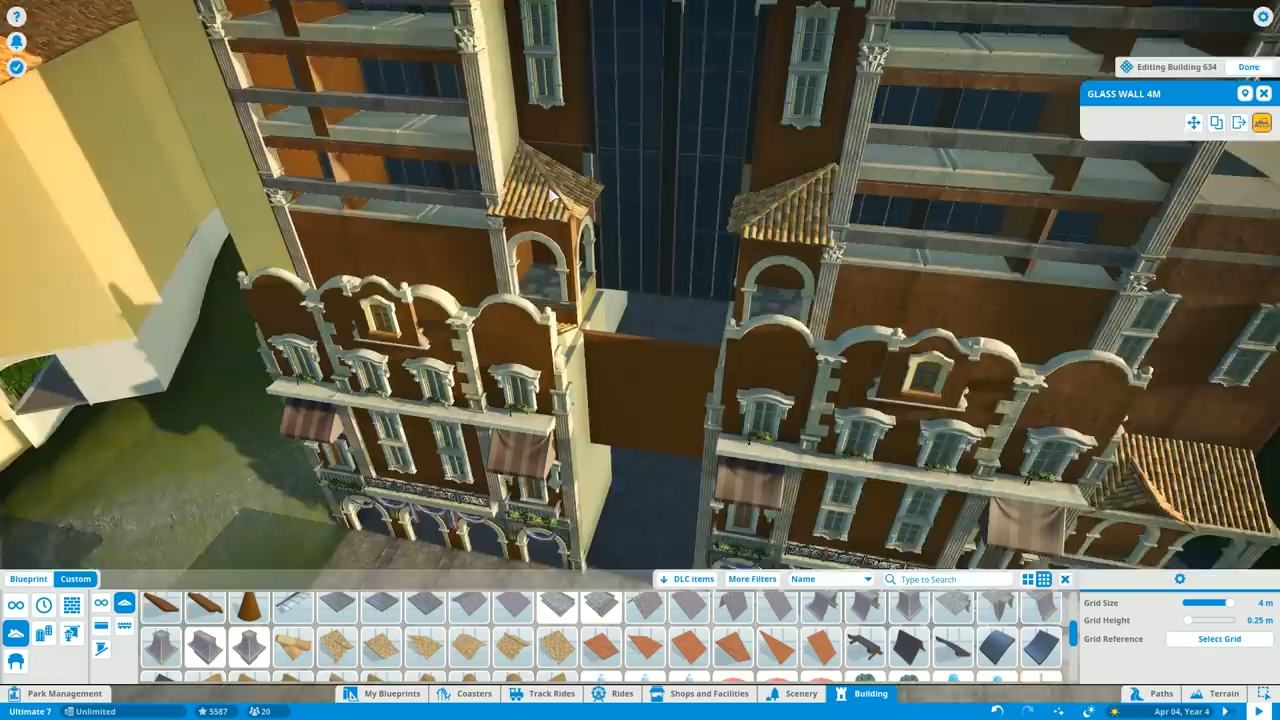 Editing Building 634
Done
GLASS WALL 4M
Blueprint
Custom
DLC items
More Filters
Name
Type to Search
Grid Size
4 m
Grid Height
0.25 m
Grid Reference
Select Grid
Park Management
My Blueprints
Coasters
Track Rides
Rides
Shops and Facilities
Scenery
Building
Paths
Terrain
Ultimate 7
Unlimited
5587
20
Apr 04, Year 4